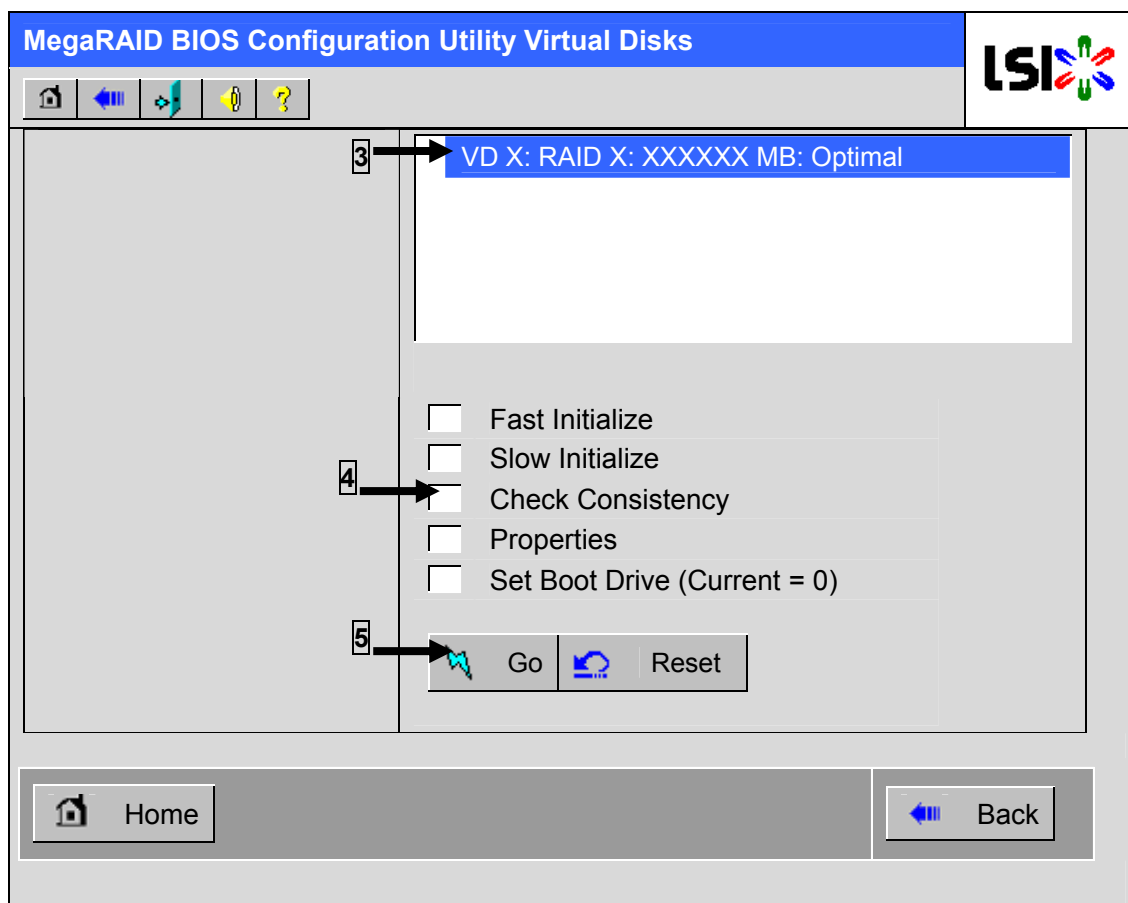 MegaRAID BIOS Configuration Utility Virtual Disks
LSI
3
VD X: RAID X: XXXXXX MB: Optimal
Fast Initialize
Slow Initialize
4
Check Consistency
Properties
Set Boot Drive (Current = 0)
5
Go
Reset
Home
Back